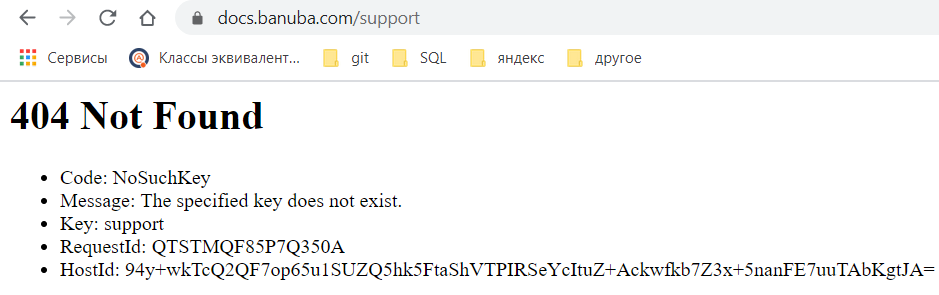 docs.banuba.com/support
Сервисы Классы эквивалент... git SQL яндекс другое
404 Not Found
• Code: NoSuchKey
• Message: The specified key does not exist.
• Key: support
• RequestId: QTSTMQF85P7Q350A
• HostId: 94y+wkTcQ2QF7op65u1SUZQ5hk5FtaShVTPIRSeYcItuZ+Ackwfkb7Z3x+5nanFE7uuTAbKgtJA=